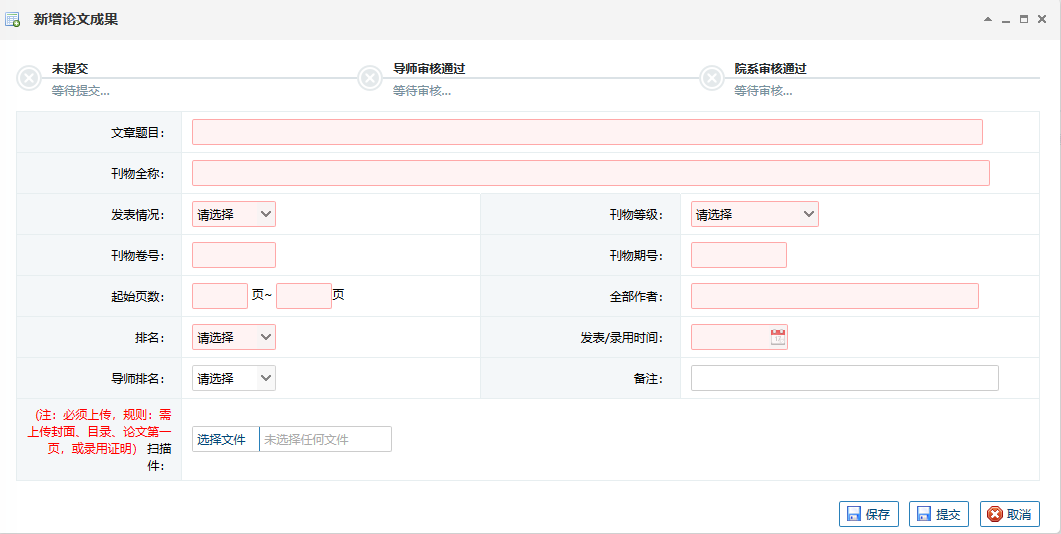 新增论文成果
未提交
等待提交...
导师审核通过
等待审核...
院系审核通过
等待审核...
文章题目：
刊物全称：
发表情况： 请选择 刊物等级： 请选择
刊物卷号： 刊物期号：
起始页数： 页~ 页 全部作者：
排名： 请选择 发表/录用时间： 12
导师排名： 请选择 备注：
（注：必须上传，规则：需
上传封面、目录、论文第一
页，或录用证明） 扫描
件：
选择文件 未选择任何文件
保存 提交 取消